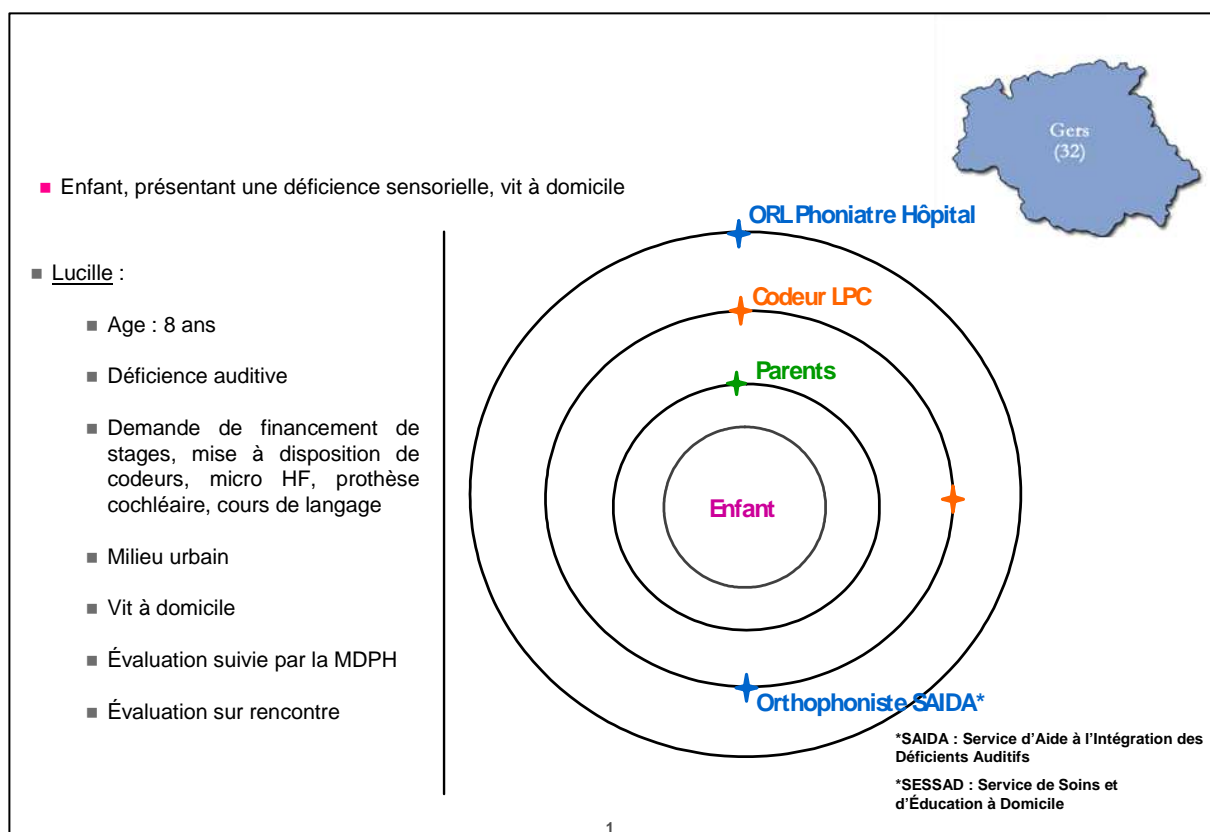 Gers
(32)
■ Enfant, présentant une déficience sensorielle, vit à domicile
ORL Phoniatre Hôpital
■ Lucille :
Codeur LPC
■ Age : 8 ans
Parents
■ Déficience auditive
■ Demande de financement de
stages, mise à disposition de
codeurs, micro HF, prothèse
cochléaire, cours de langage
Enfant
■ Milieu urbain
■ Vit à domicile
■ Évaluation suivie par la MDPH
■ Évaluation sur rencontre
Orthophoniste SAIDA*
*SAIDA : Service d'Aide à l'Intégration des
Déficients Auditifs
*SESSAD : Service de Soins et
d'Éducation à Domicile
1